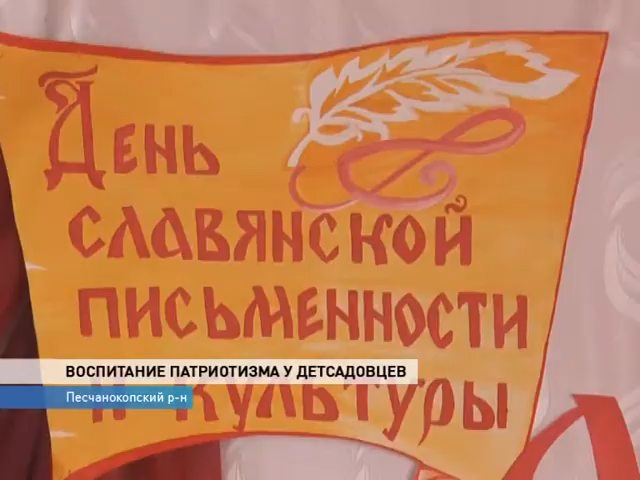 День
славянской
письменности
и культуры
ВОСПИТАНИЕ ПАТРИОТИЗМА У ДЕТСАДОВЦЕВ
Песчанокопский р-н